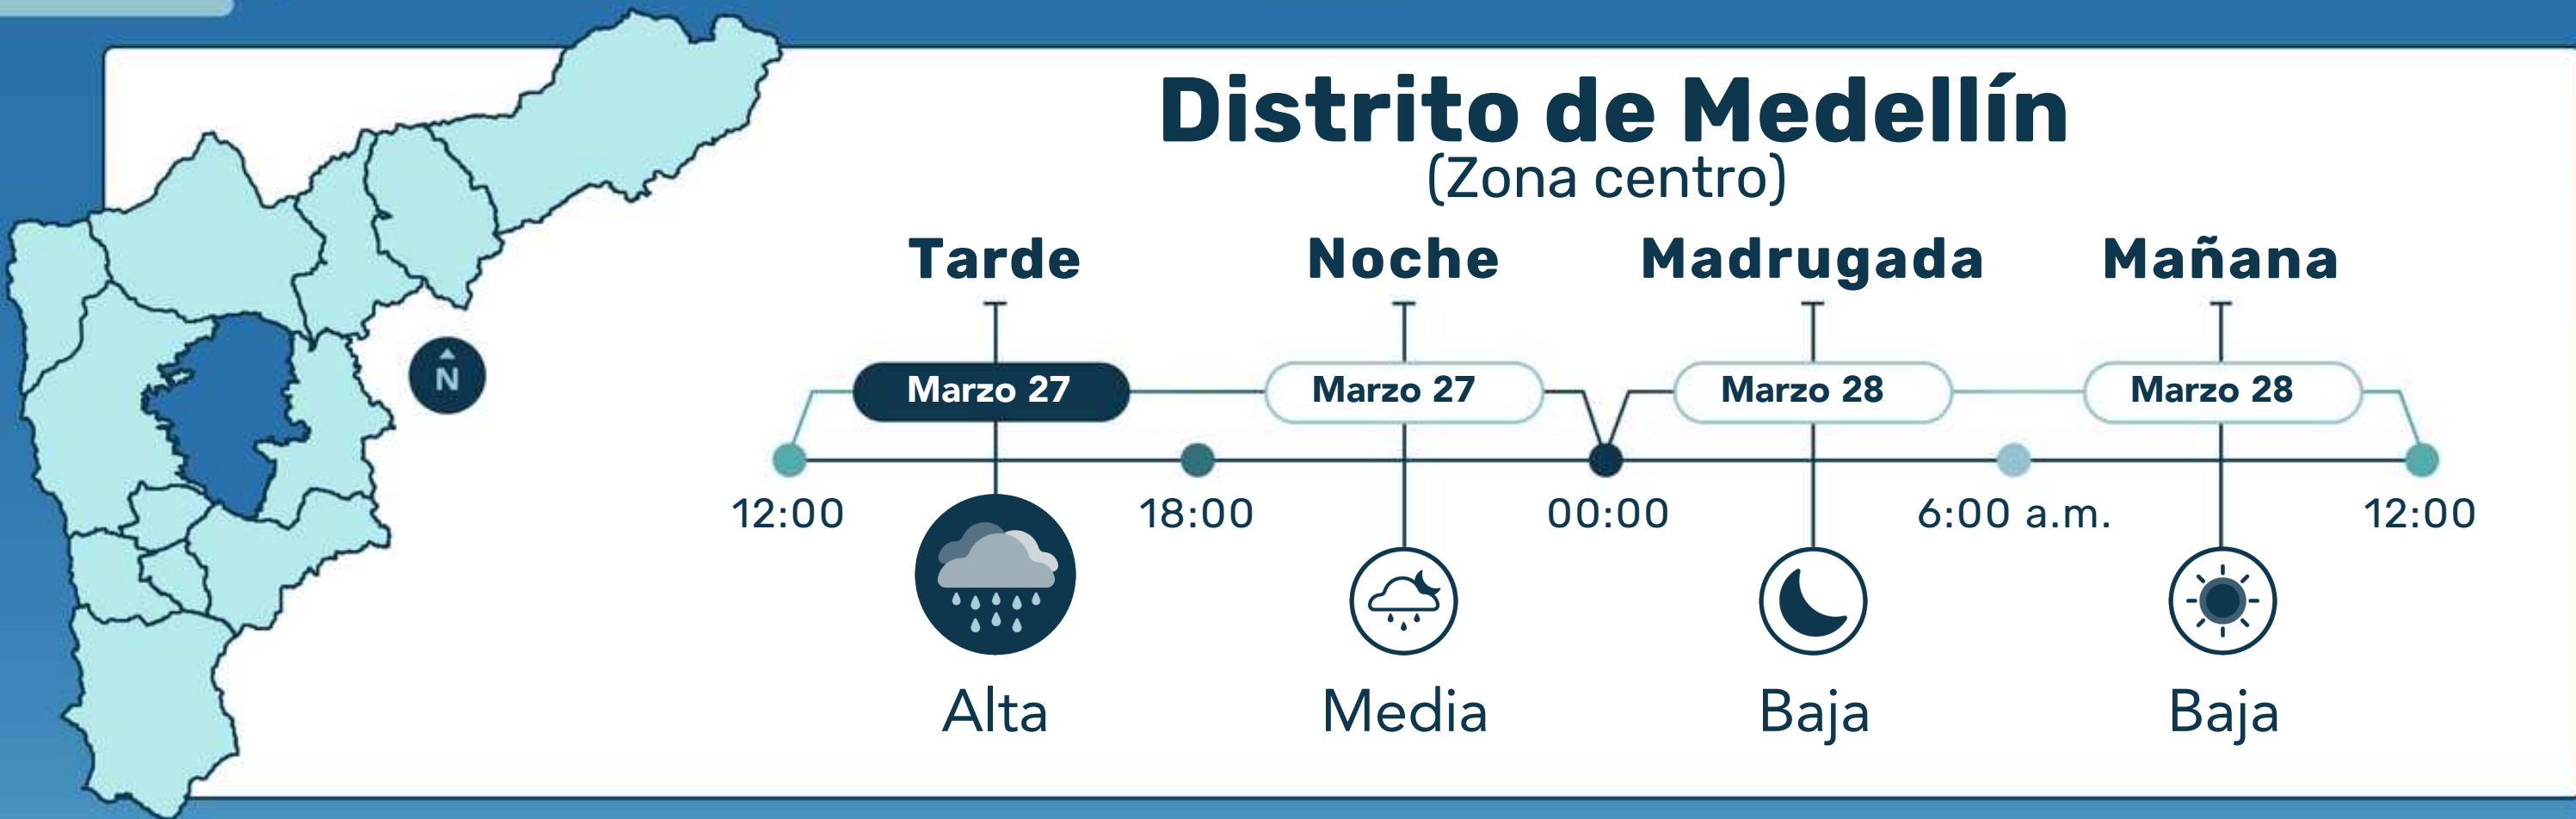 Distrito de Medellín
(Zona centro)
Tarde Noche Madrugada Mañana
Marzo 27 Marzo 27 Marzo 28 Marzo 28
N
12:00 18:00 00:00 6:00 a.m. 12:00
Alta Media Baja Baja